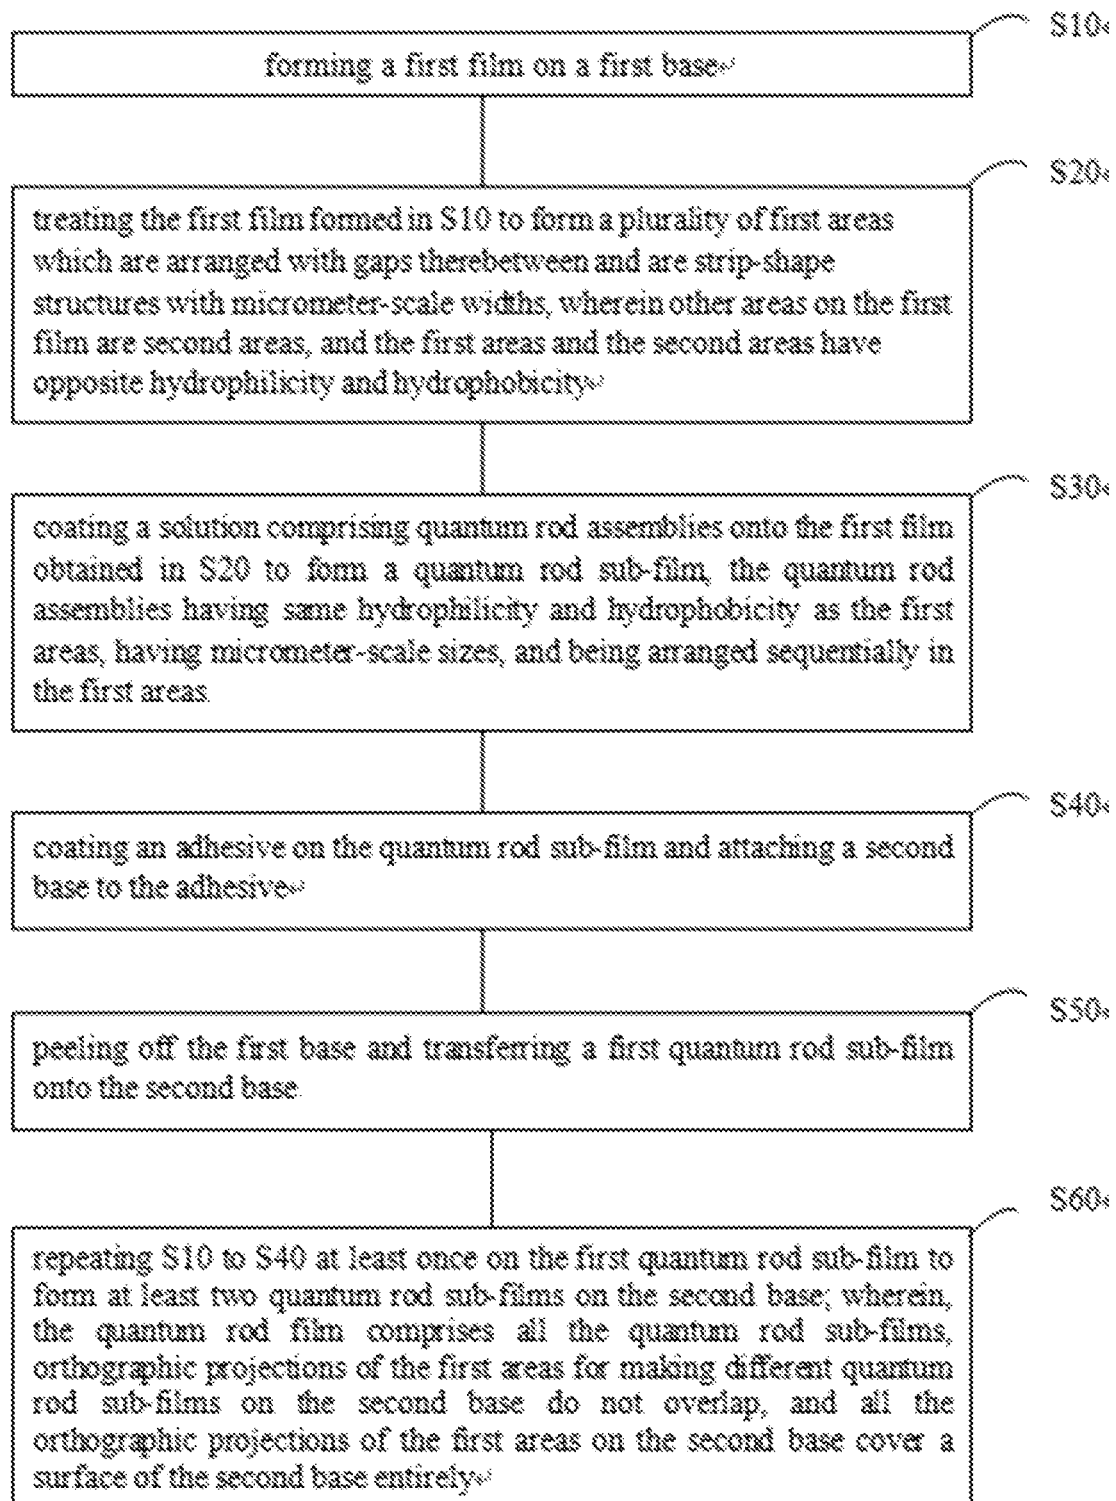 S10
forming a first film on a first base
S20
treating the first film formed in S10 to form a plurality of first areas
which are arranged with gaps therebetween and are strip-shape
structures with micrometer-scale widths, wherein other areas on the first
film are second areas, and the first areas and the second areas have
opposite hydrophilicity and hydrophobicity
S30
coating a solution comprising quantum rod assemblies onto the first film
obtained in S20 to form a quantum rod sub-film, the quantum rod
assemblies having same hydrophilicity and hydrophobicity as the first
areas, having micrometer-scale sizes, and being arranged sequentially in
the first areas.
S40
coating an adhesive on the quantum rod sub-film and attaching a second
base to the adhesive
S50
peeling off the first base and transferring a first quantum rod sub-film
onto the second base.
S60
repeating S10 to S40 at least once on the first quantum rod sub-film to
form at least two quantum rod sub-films on the second base; wherein,
the quantum rod film comprises all the quantum rod sub-films,
orthographic projections of the first areas for making different quantum
rod sub-films on the second base do not overlap, and all the
orthographic projections of the first areas on the second base cover a
surface of the second base entirely